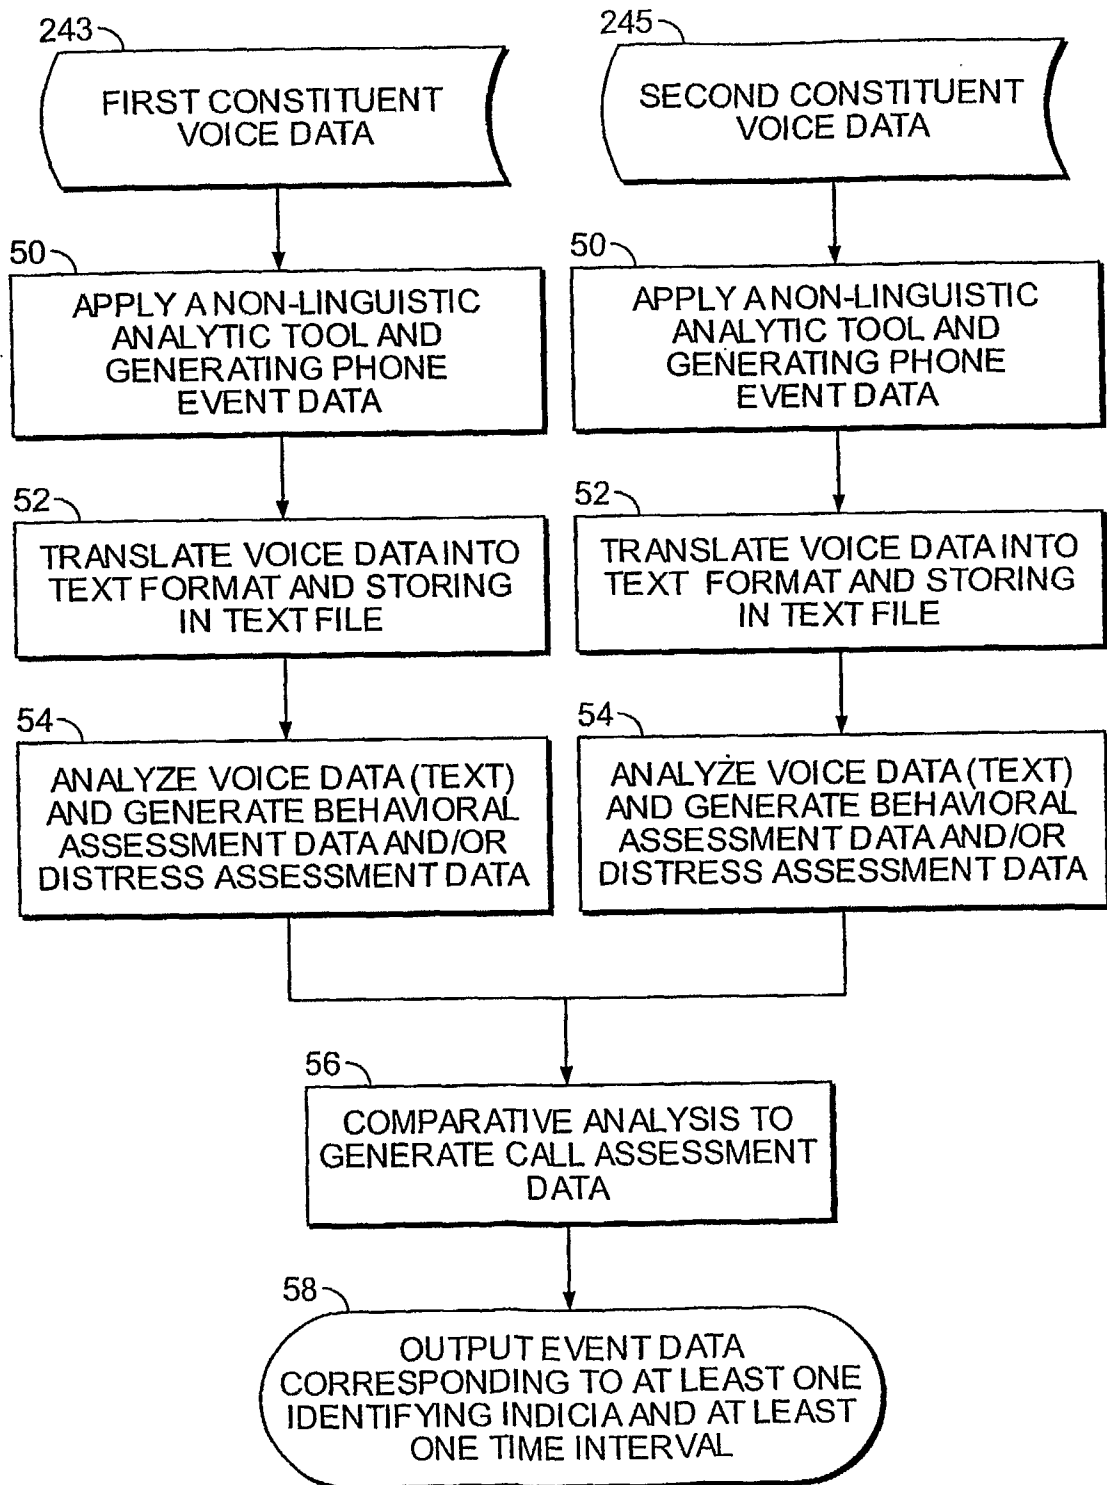 243
FIRST CONSTITUENT
VOICE DATA
245
SECOND CONSTITUENT
VOICE DATA
50
APPLY A NON-LINGUISTIC
ANALYTIC TOOL AND
GENERATING PHONE
EVENT DATA
50
APPLY A NON-LINGUISTIC
ANALYTIC TOOL AND
GENERATING PHONE
EVENT DATA
52
TRANSLATE VOICE DATA INTO
TEXT FORMAT AND STORING
IN TEXT FILE
52
TRANSLATE VOICE DATA INTO
TEXT FORMAT AND STORING
IN TEXT FILE
54
ANALYZE VOICE DATA (TEXT)
AND GENERATE BEHAVIORAL
ASSESSMENT DATA AND/OR
DISTRESS ASSESSMENT DATA
54
ANALYZE VOICE DATA (TEXT)
AND GENERATE BEHAVIORAL
ASSESSMENT DATA AND/OR
DISTRESS ASSESSMENT DATA
56
COMPARATIVE ANALYSIS TO
GENERATE CALL ASSESSMENT
DATA
58
OUTPUT EVENT DATA
CORRESPONDING TO AT LEAST ONE
IDENTIFYING INDICIA AND AT LEAST
ONE TIME INTERVAL